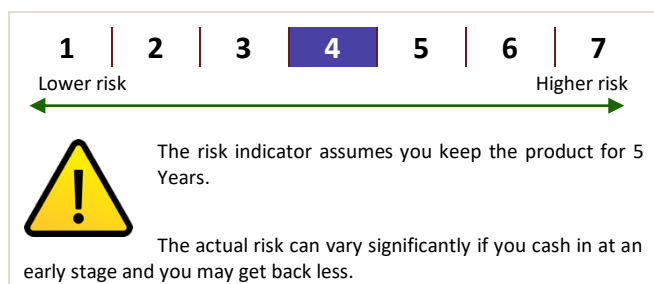 1 2 3 4 5 6 7
Lower risk Higher risk
The risk indicator assumes you keep the product for 5
Years.
The actual risk can vary significantly if you cash in at an
early stage and you may get back less.